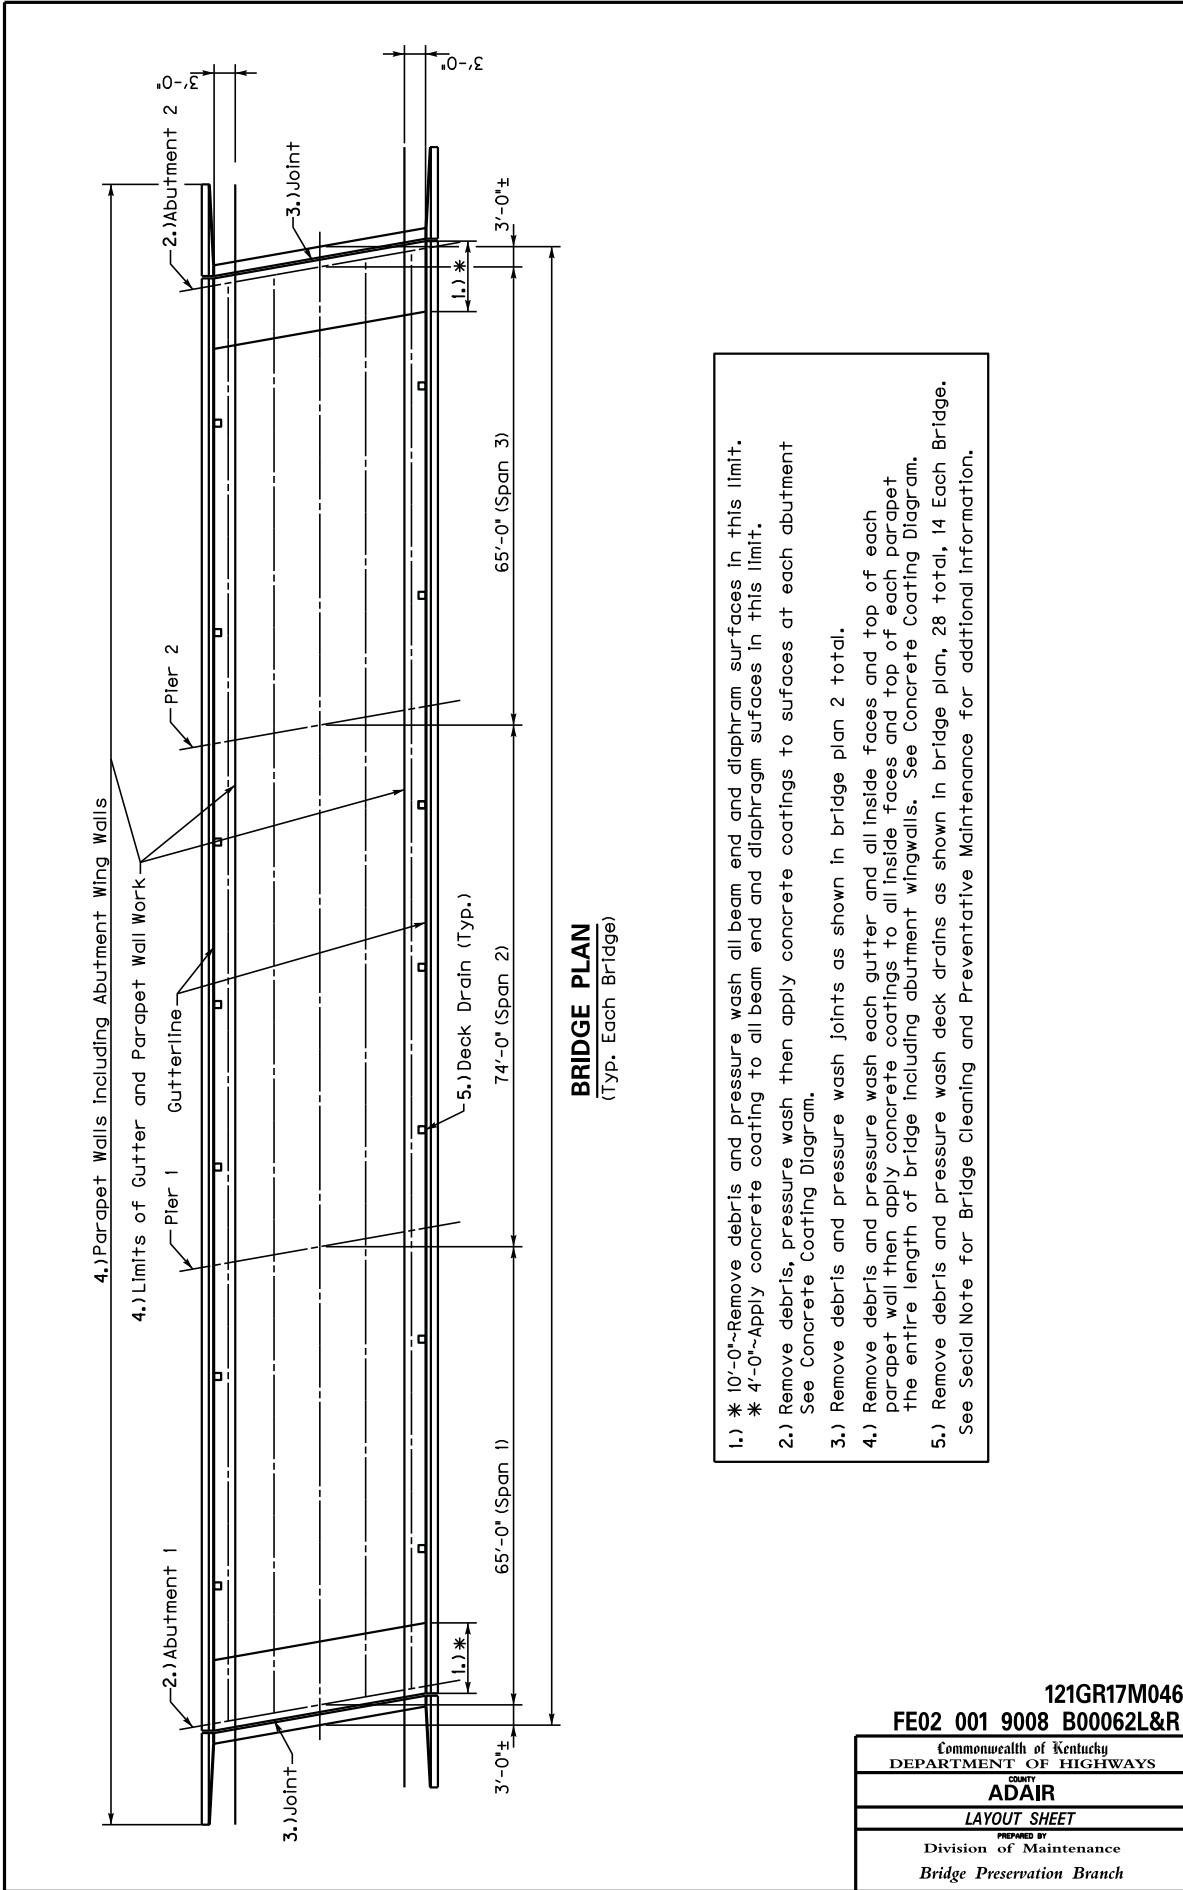 4.)Parapet Walls including Abutment Wing Walls
4.)Limits of Gutter and Parapet Wall Work
2.)Abutment 1
Pier 1
Gutterline
Pier 2
2.)Abutment 2
3'-0"
3'-0"
3.)Joint
3.)Joint
1.)*
1.)*
5.)Deck Drain (Typ.)
3'-0"±
65'-0" (Span 1)
74'-0" (Span 2)
65'-0" (Span 3)
3'-0"±
BRIDGE PLAN
(Typ. Each Bridge)
1.) * 10'-0"~Remove debris and pressure wash all beam end and diaphram surfaces in this limit.
* 4'-0"~Apply concrete coating to all beam end and diaphragm sufaces in this limit.
2.) Remove debris, pressure wash then apply concrete coatings to sufaces at each abutment
See Concrete Coating Diagram.
3.) Remove debris and pressure wash joints as shown in bridge plan 2 total.
4.) Remove debris and pressure wash each gutter and all inside faces and top of each
parapet wall then apply concrete coatings to all inside faces and top of each parapet
the entire length of bridge including abutment wingwalls. See Concrete Coating Diagram.
5.) Remove debris and pressure wash deck drains as shown in bridge plan, 28 total, 14 Each Bridge.
See Secial Note for Bridge Cleaning and Preventative Maintenance for addtional information.
121GR17M046
FE02 001 9008 B00062L&R
Commonwealth of Kentucky
DEPARTMENT OF HIGHWAYS
COUNTY
ADAIR
LAYOUT SHEET
PREPARED BY
Division of Maintenance
Bridge Preservation Branch